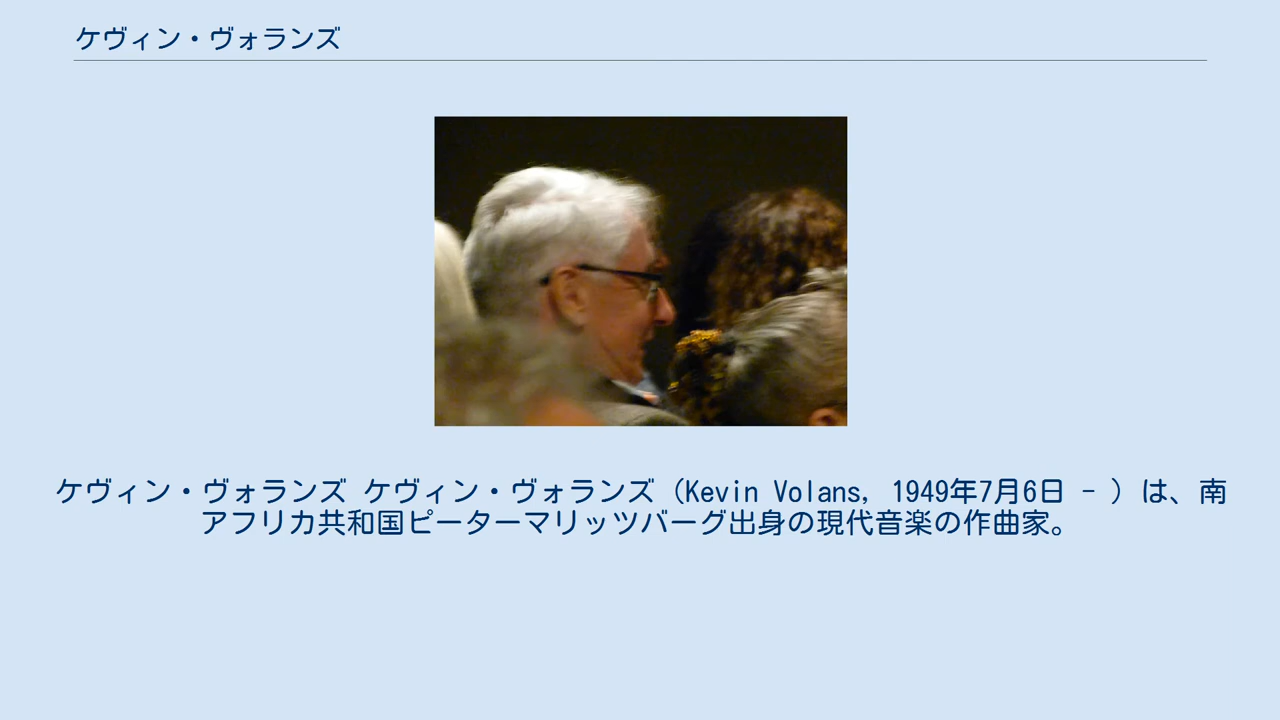 ケヴィン・ヴォランズ
ケヴィン・ヴォランズ ケヴィン・ヴォランズ（Kevin Volans, 1949年7月6日 - ）は、南
アフリカ共和国ピーターマリッツバーグ出身の現代音楽の作曲家。